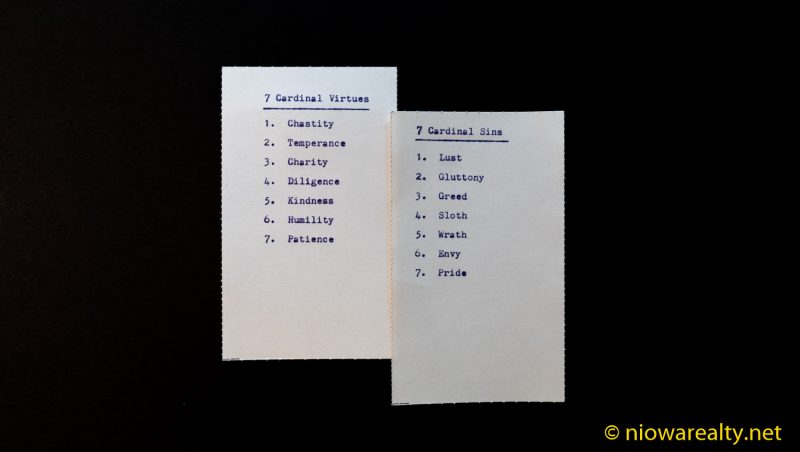 7 Cardinal Virtues
1. Chastity
2. Temperance
3. Charity
4. Diligence
5. Kindness
6. Humility
7. Patience
7 Cardinal Sins
1. Lust
2. Gluttony
3. Greed
4. Sloth
5. Wrath
6. Envy
7. Pride
© niowarealty.net